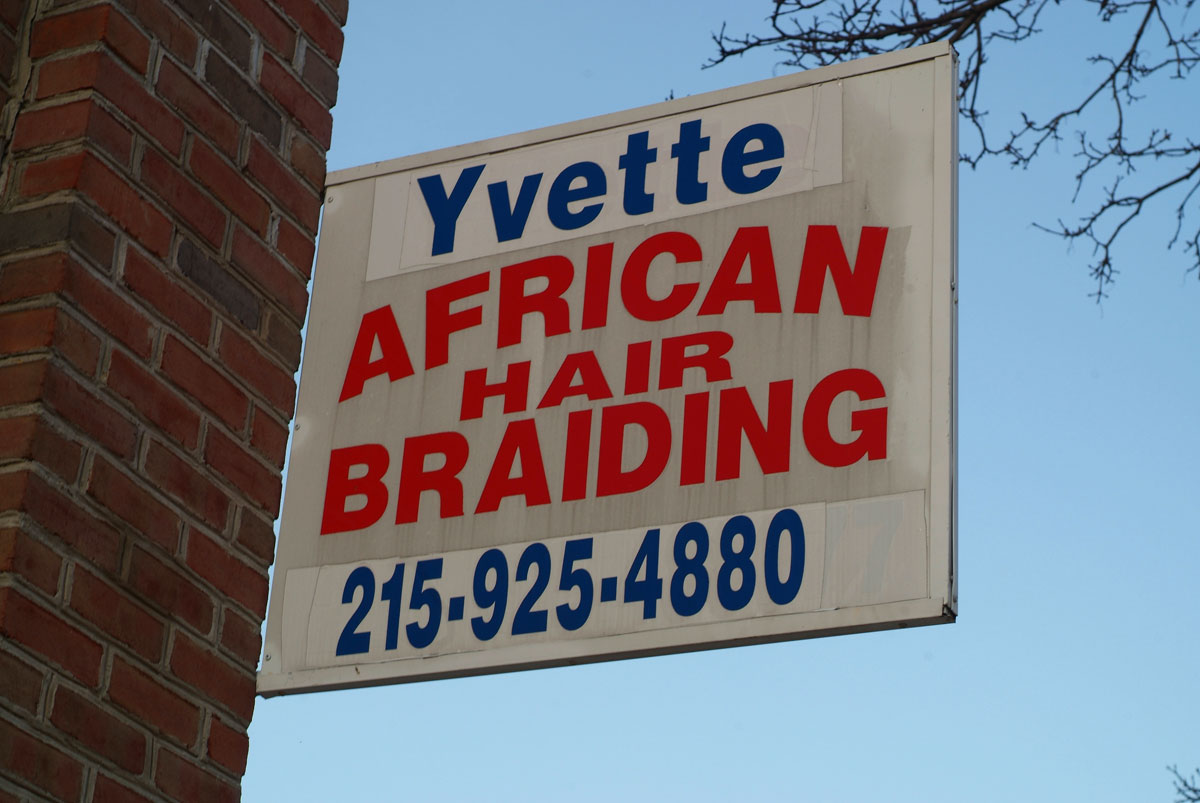 Yvette
AFRICAN
HAIR
BRAIDING
215-925-4880